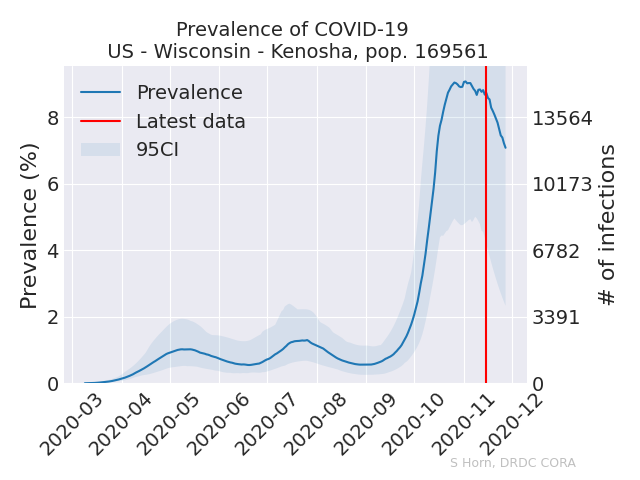 Prevalence of COVID-19
US - Wisconsin - Kenosha, pop. 169561
Prevalence
Latest data
95CI
Prevalence (%)
8
6
4
2
0
13564
10173
6782
3391
0
# of infections
2020-03
2020-04
2020-05
2020-06
2020-07
2020-08
2020-09
2020-10
2020-11
2020-12
S Horn, DRDC CORA